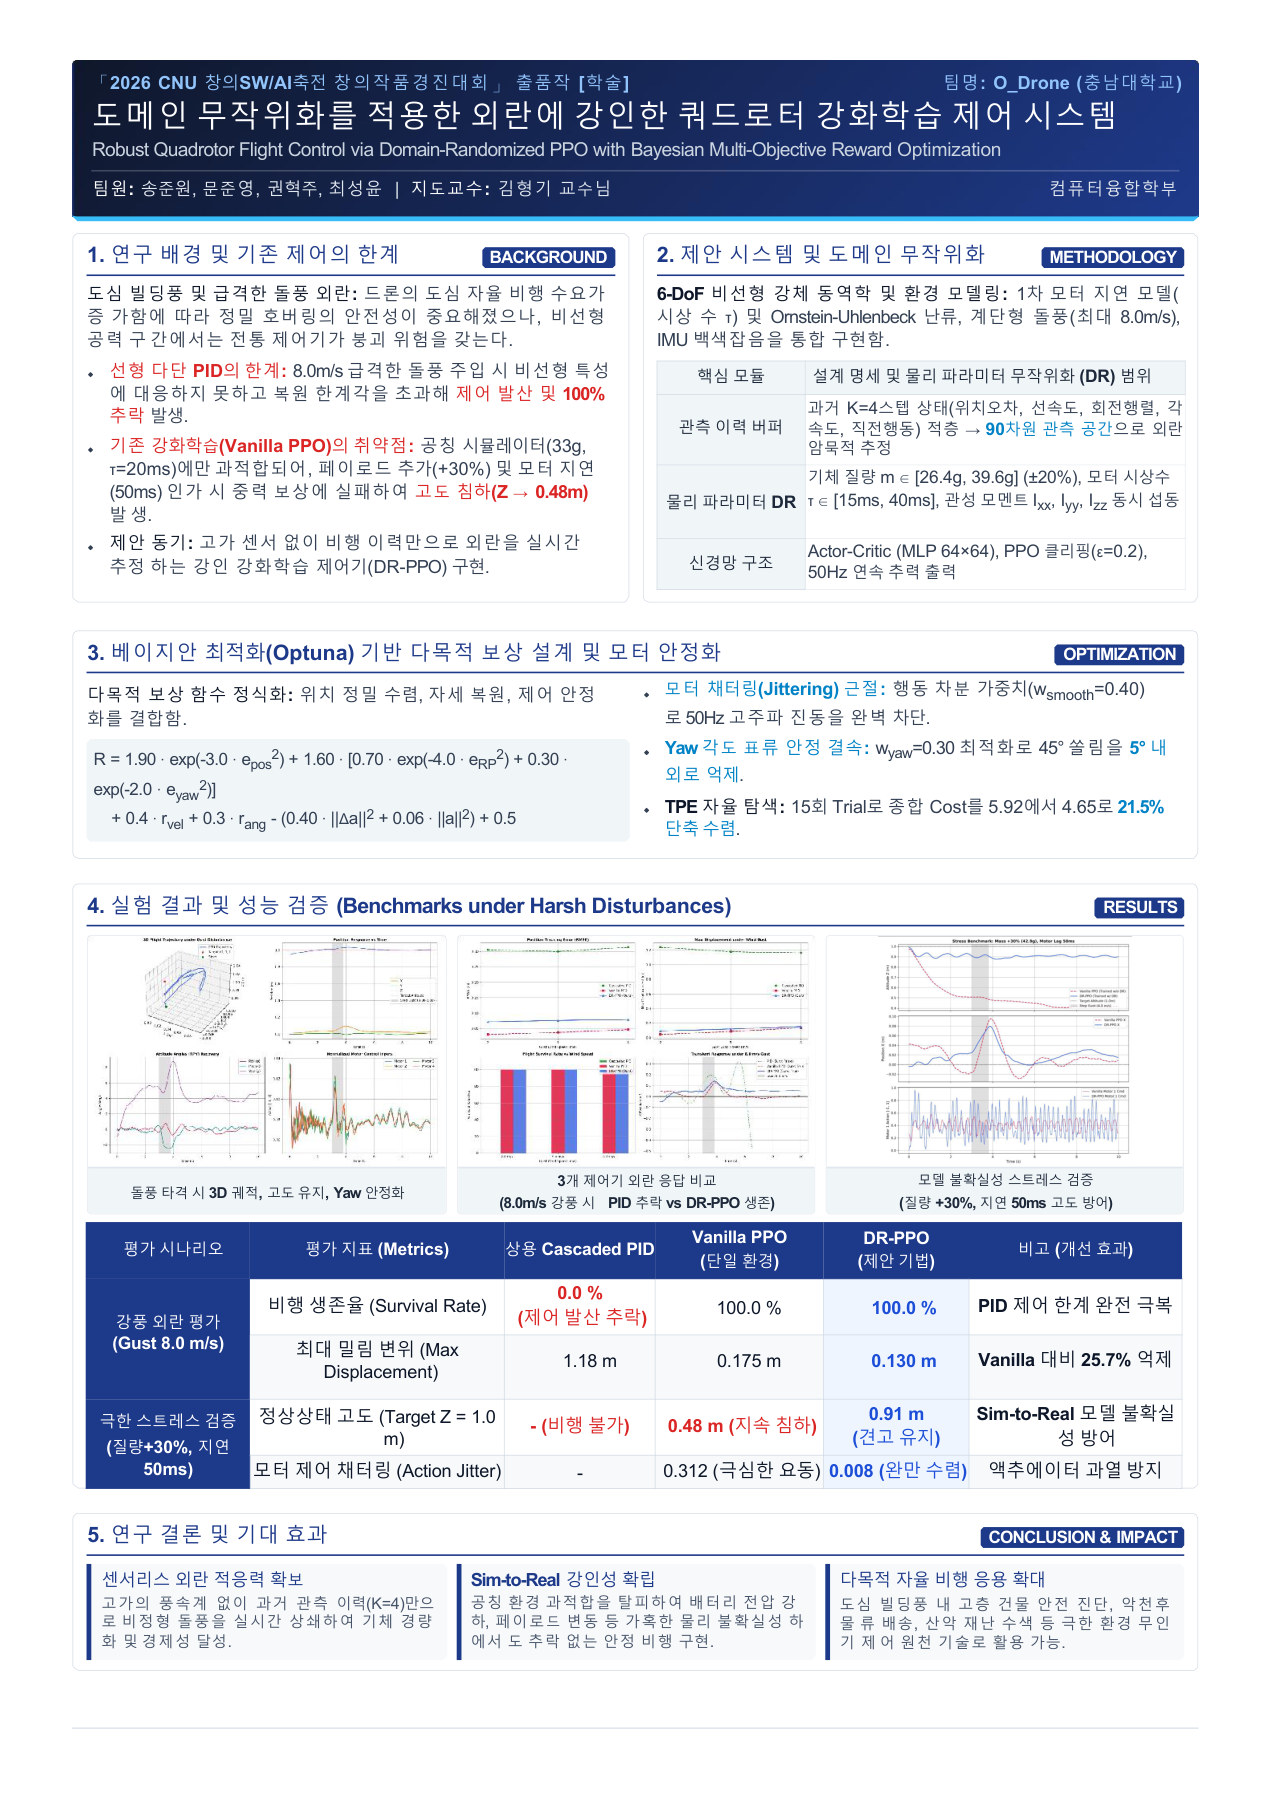 「2026 CNU 창의SW/AI축전 창의작품경진대회」 출품작 [학술]
팀명: O_Drone (충남대학교)
도메인 무작위화를 적용한 외란에 강인한 쿼드로터 강화학습 제어 시스템
Robust Quadrotor Flight Control via Domain-Randomized PPO with Bayesian Multi-Objective Reward Optimization
팀원: 송준원, 문준영, 권혁주, 최성윤 | 지도교수: 김형기 교수님
컴퓨터융합학부
1. 연구 배경 및 기존 제어의 한계
BACKGROUND
도심 빌딩풍 및 급격한 돌풍 외란: 드론의 도심 자율 비행 수요가
증 가함에 따라 정밀 호버링의 안전성이 중요해졌으나, 비선형
공력 구 간에서는 전통 제어기가 붕괴 위험을 갖는다.
• 선형 다단 PID의 한계: 8.0m/s 급격한 돌풍 주입 시 비선형 특성
에 대응하지 못하고 복원 한계각을 초과해 제어 발산 및 100%
추락 발생.
• 기존 강화학습(Vanilla PPO)의 취약점: 공칭 시뮬레이터(33g,
τ=20ms)에만 과적합되어, 페이로드 추가(+30%) 및 모터 지연
(50ms) 인가 시 중력 보상에 실패하여 고도 침하(Z → 0.48m)
발 생.
• 제안 동기: 고가 센서 없이 비행 이력만으로 외란을 실시간
추정 하는 강인 강화학습 제어기(DR-PPO) 구현.
2. 제안 시스템 및 도메인 무작위화
METHODOLOGY
6-DoF 비선형 강체 동역학 및 환경 모델링: 1차 모터 지연 모델(
시상 수 τ) 및 Ornstein-Uhlenbeck 난류, 계단형 돌풍(최대 8.0m/s),
IMU 백색잡음을 통합 구현함.
핵심 모듈
설계 명세 및 물리 파라미터 무작위화 (DR) 범위
관측 이력 버퍼
과거 K=4스텝 상태(위치오차, 선속도, 회전행렬, 각
속도, 직전행동) 적층 → 90차원 관측 공간으로 외란
암묵적 추정
물리 파라미터 DR
기체 질량 m ∈ [26.4g, 39.6g] (±20%), 모터 시상수
τ ∈ [15ms, 40ms], 관성 모멘트 Ixx, Iyy, Izz 동시 섭동
신경망 구조
Actor-Critic (MLP 64×64), PPO 클리핑(ε=0.2),
50Hz 연속 추력 출력
3. 베이지안 최적화(Optuna) 기반 다목적 보상 설계 및 모터 안정화
OPTIMIZATION
다목적 보상 함수 정식화: 위치 정밀 수렴, 자세 복원, 제어 안정
화를 결합함.
R = 1.90 · exp(-3.0 · epos2) + 1.60 · [0.70 · exp(-4.0 · eRP2) + 0.30 ·
exp(-2.0 · eyaw2)]
+ 0.4 · rvel + 0.3 · rang - (0.40 · ||Δa||2 + 0.06 · ||a||2) + 0.5
• 모터 채터링(Jittering) 근절: 행동 차분 가중치(wsmooth=0.40)
로 50Hz 고주파 진동을 완벽 차단.
• Yaw 각도 표류 안정 결속: wyaw=0.30 최적화로 45° 쏠림을 5° 내
외로 억제.
• TPE 자율 탐색: 15회 Trial로 종합 Cost를 5.92에서 4.65로 21.5%
단축 수렴.
4. 실험 결과 및 성능 검증 (Benchmarks under Harsh Disturbances)
RESULTS
3D Flight Trajectory under Gust Disturbance
Position Response vs Time
Attitude Angles (RPY) Recovery
Normalized Motor Control Inputs
Position Tracking Error (RMSE)
Max Displacement under Wind Gust
Flight Survival Rate vs Wind Speed
Transient Response under 8.0m/s Gust
Stress Benchmark: Mass +30% (42.9g), Motor Lag 50ms
돌풍 타격 시 3D 궤적, 고도 유지, Yaw 안정화
3개 제어기 외란 응답 비교
(8.0m/s 강풍 시 PID 추락 vs DR-PPO 생존)
모델 불확실성 스트레스 검증
(질량 +30%, 지연 50ms 고도 방어)
평가 시나리오
평가 지표 (Metrics)
상용 Cascaded PID
Vanilla PPO
(단일 환경)
DR-PPO
(제안 기법)
비고 (개선 효과)
강풍 외란 평가
(Gust 8.0 m/s)
비행 생존율 (Survival Rate)
0.0 %
(제어 발산 추락)
100.0 %
100.0 %
PID 제어 한계 완전 극복
최대 밀림 변위 (Max
Displacement)
1.18 m
0.175 m
0.130 m
Vanilla 대비 25.7% 억제
극한 스트레스 검증
(질량+30%, 지연
50ms)
정상상태 고도 (Target Z = 1.0
m)
- (비행 불가)
0.48 m (지속 침하)
0.91 m
(견고 유지)
Sim-to-Real 모델 불확실
성 방어
모터 제어 채터링 (Action Jitter)
-
0.312 (극심한 요동)
0.008 (완만 수렴)
액추에이터 과열 방지
5. 연구 결론 및 기대 효과
CONCLUSION & IMPACT
센서리스 외란 적응력 확보
고가의 풍속계 없이 과거 관측 이력(K=4)만으
로 비정형 돌풍을 실시간 상쇄하여 기체 경량
화 및 경제성 달성.
Sim-to-Real 강인성 확립
공칭 환경 과적합을 탈피하여 배터리 전압 강
하, 페이로드 변동 등 가혹한 물리 불확실성 하
에서 도 추락 없는 안정 비행 구현.
다목적 자율 비행 응용 확대
도심 빌딩풍 내 고층 건물 안전 진단, 악천후
물 류 배송, 산악 재난 수색 등 극한 환경 무인
기 제 어 원천 기술로 활용 가능.